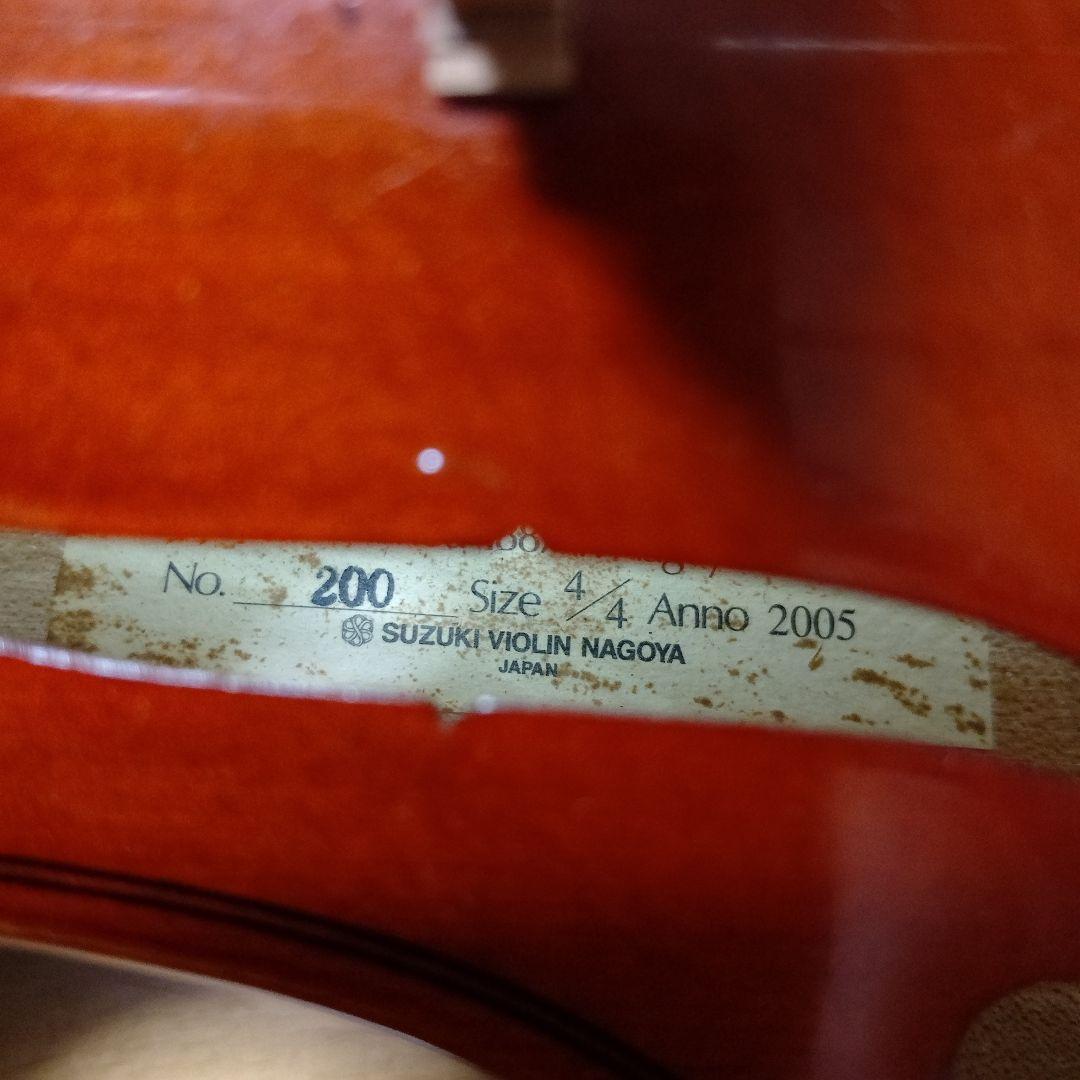 No. 200 Size 4/4 Anno 2005
SUZUKI VIOLIN NAGOYA
JAPAN